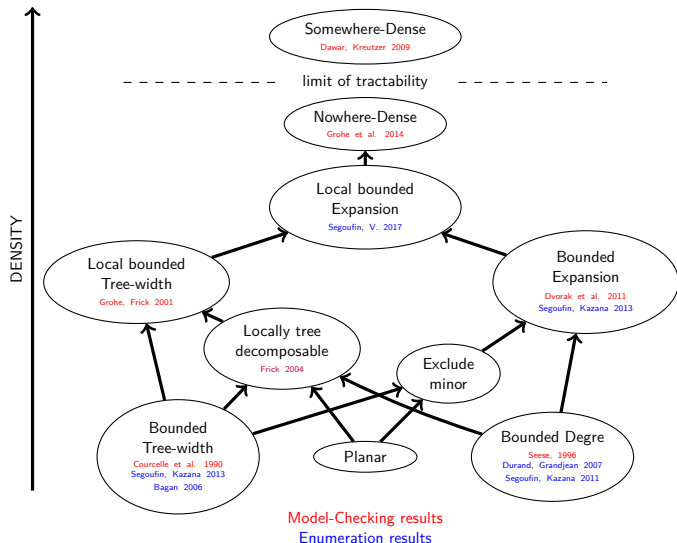 Somewhere-Dense
Dawar, Kreutzer 2009
limit of tractability
Nowhere-Dense
Grohe et al. 2014
Local bounded
Expansion
Segoufin, V. 2017
DENSITY
Local bounded
Tree-width
Grohe, Frick 2001
Bounded
Expansion
Dvorak et al. 2011
Segoufin, Kazana 2013
Locally tree
decomposable
Frick 2004
Exclude
minor
Bounded
Tree-width
Courcelle et al. 1990
Segoufin, Kazana 2013
Bagan 2006
Planar
Bounded Degre
Seese, 1996
Durand, Grandjean 2007
Segoufin, Kazana 2011
Model-Checking results
Enumeration results